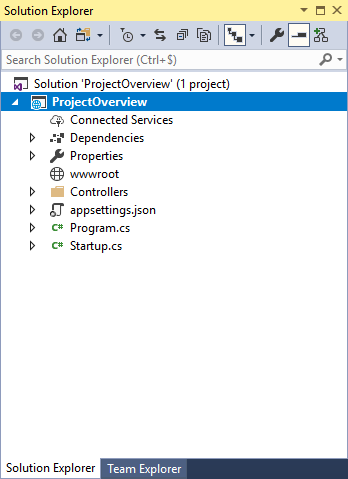 Solution Explorer
Search Solution Explorer (Ctrl+$)
Solution 'ProjectOverview' (1 project)
ProjectOverview
Connected Services
Dependencies
Properties
wwwroot
Controllers
appsettings.json
C# Program.cs
C# Startup.cs
Solution Explorer Team Explorer